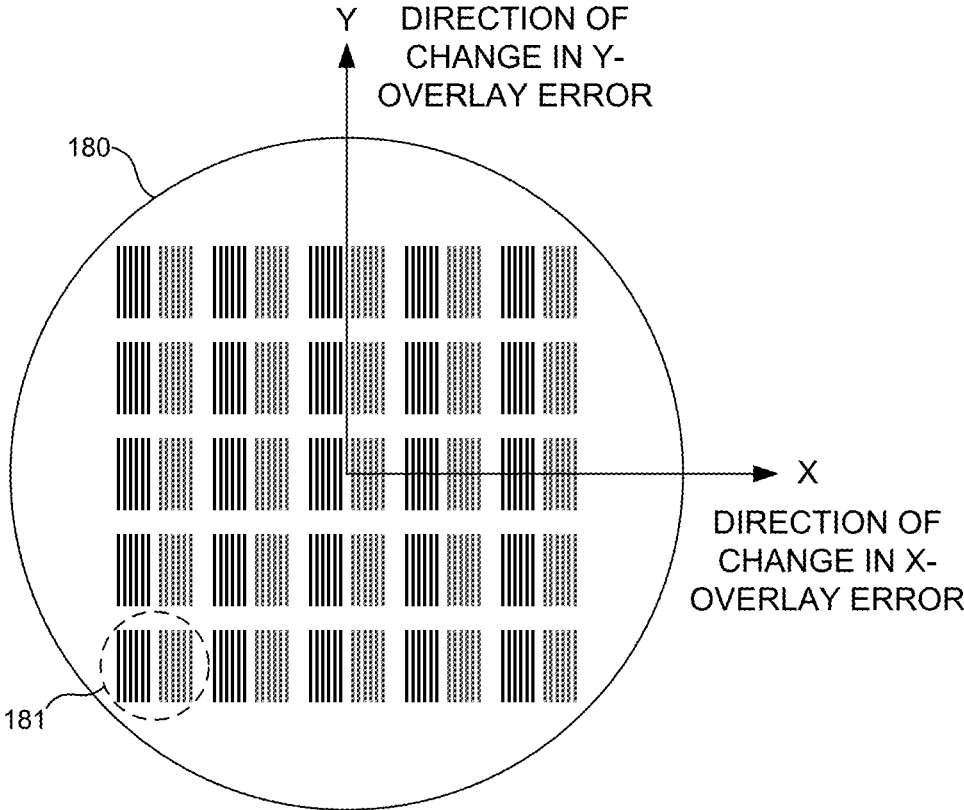 Y DIRECTION OF
CHANGE IN Y-
OVERLAY ERROR
180
X
DIRECTION OF
CHANGE IN X-
OVERLAY ERROR
181